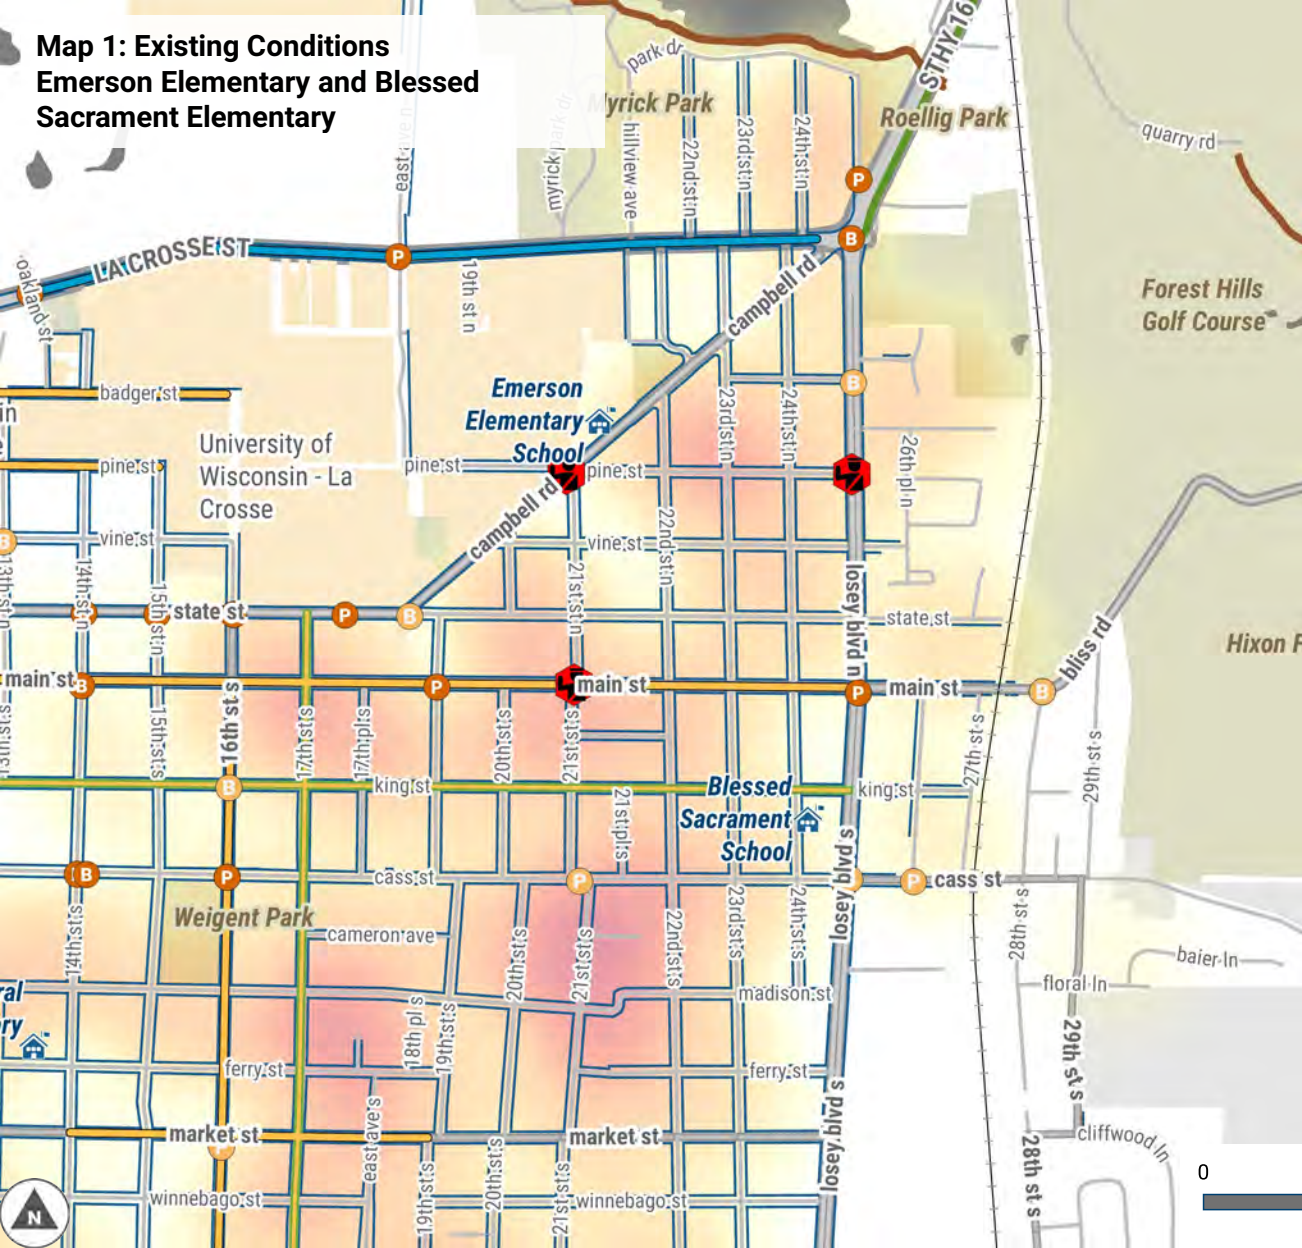 Map 1: Existing Conditions
Emerson Elementary and Blessed
Sacrament Elementary
STHY 16
park dr
Myrick Park
Roellig Park
quarry rd
east ave n
myrick park dr
hillview ave
22nd st n
23rd st n
24th st n
P
LA CROSSE ST
P
B
oakland st
19th st n
campbell rd
Forest Hills
Golf Course
badger st
Emerson
Elementary
School
23rd st n
24th st n
B
in
University of
Wisconsin - La
Crosse
pine st
pine st
pine st
26th pl n
campbell rd
B
vine st
vine st
22nd st n
13th st n
14th st n
15th st n
21st st n
losey blvd n
state st
P
B
state st
bliss rd
Hixon F
main st
B
P
main st
P
main st
B
13th st s
15th st s
16th st s
17th st s
17th pl s
20th st s
21st st s
27th st s
29th st s
B
king st
21st pl s
Blessed
Sacrament
School
king st
B
P
cass st
P
losey blvd s
P
cass st
Weigent Park
14th st s
cameron ave
20th st s
21st st s
22nd st s
23rd st s
24th st s
28th st s
baier ln
floral ln
ral
ry
madison st
18th pl s
19th st s
ferry st
ferry st
29th st s
east ave s
market st
market st
losey blvd s
cliffwood ln
28th st s
winnebago st
19th st s
20th st s
21st st s
winnebago st
N
0